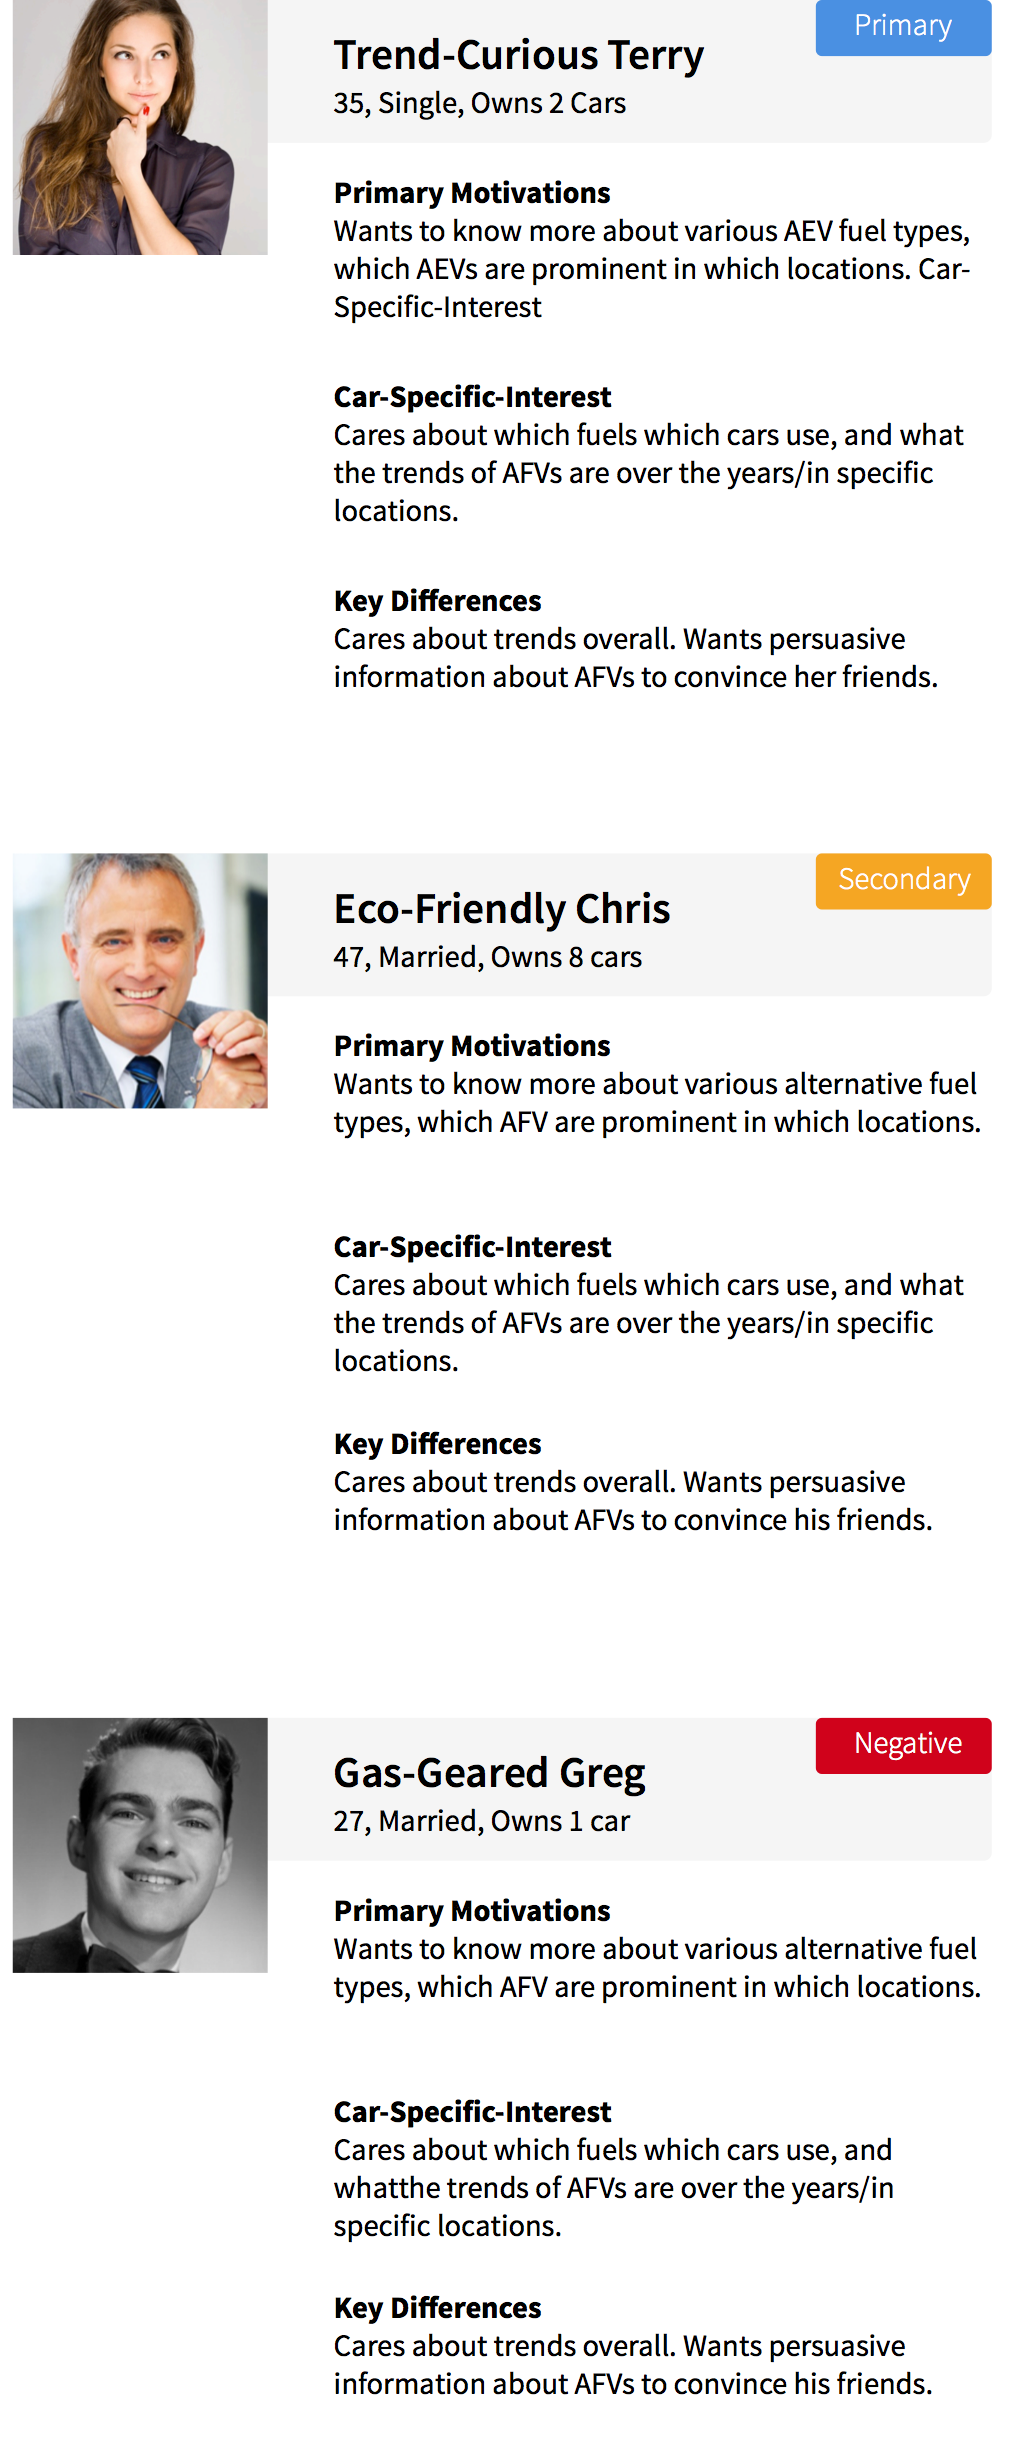 Primary
Trend-Curious Terry
35, Single, Owns 2 Cars
Primary Motivations
Wants to know more about various AEV fuel types,
which AEVs are prominent in which locations. Car-
Specific-Interest
Car-Specific-Interest
Cares about which fuels which cars use, and what
the trends of AFVs are over the years/in specific
locations.
Key Differences
Cares about trends overall. Wants persuasive
information about AFVs to convince her friends.
Secondary
Eco-Friendly Chris
47, Married, Owns 8 cars
Primary Motivations
Wants to know more about various alternative fuel
types, which AFV are prominent in which locations.
Car-Specific-Interest
Cares about which fuels which cars use, and what
the trends of AFVs are over the years/in specific
locations.
Key Differences
Cares about trends overall. Wants persuasive
information about AFVs to convince his friends.
Negative
Gas-Geared Greg
27, Married, Owns 1 car
Primary Motivations
Wants to know more about various alternative fuel
types, which AFV are prominent in which locations.
Car-Specific-Interest
Cares about which fuels which cars use, and
whatthe trends of AFVs are over the years/in
specific locations.
Key Differences
Cares about trends overall. Wants persuasive
information about AFVs to convince his friends.